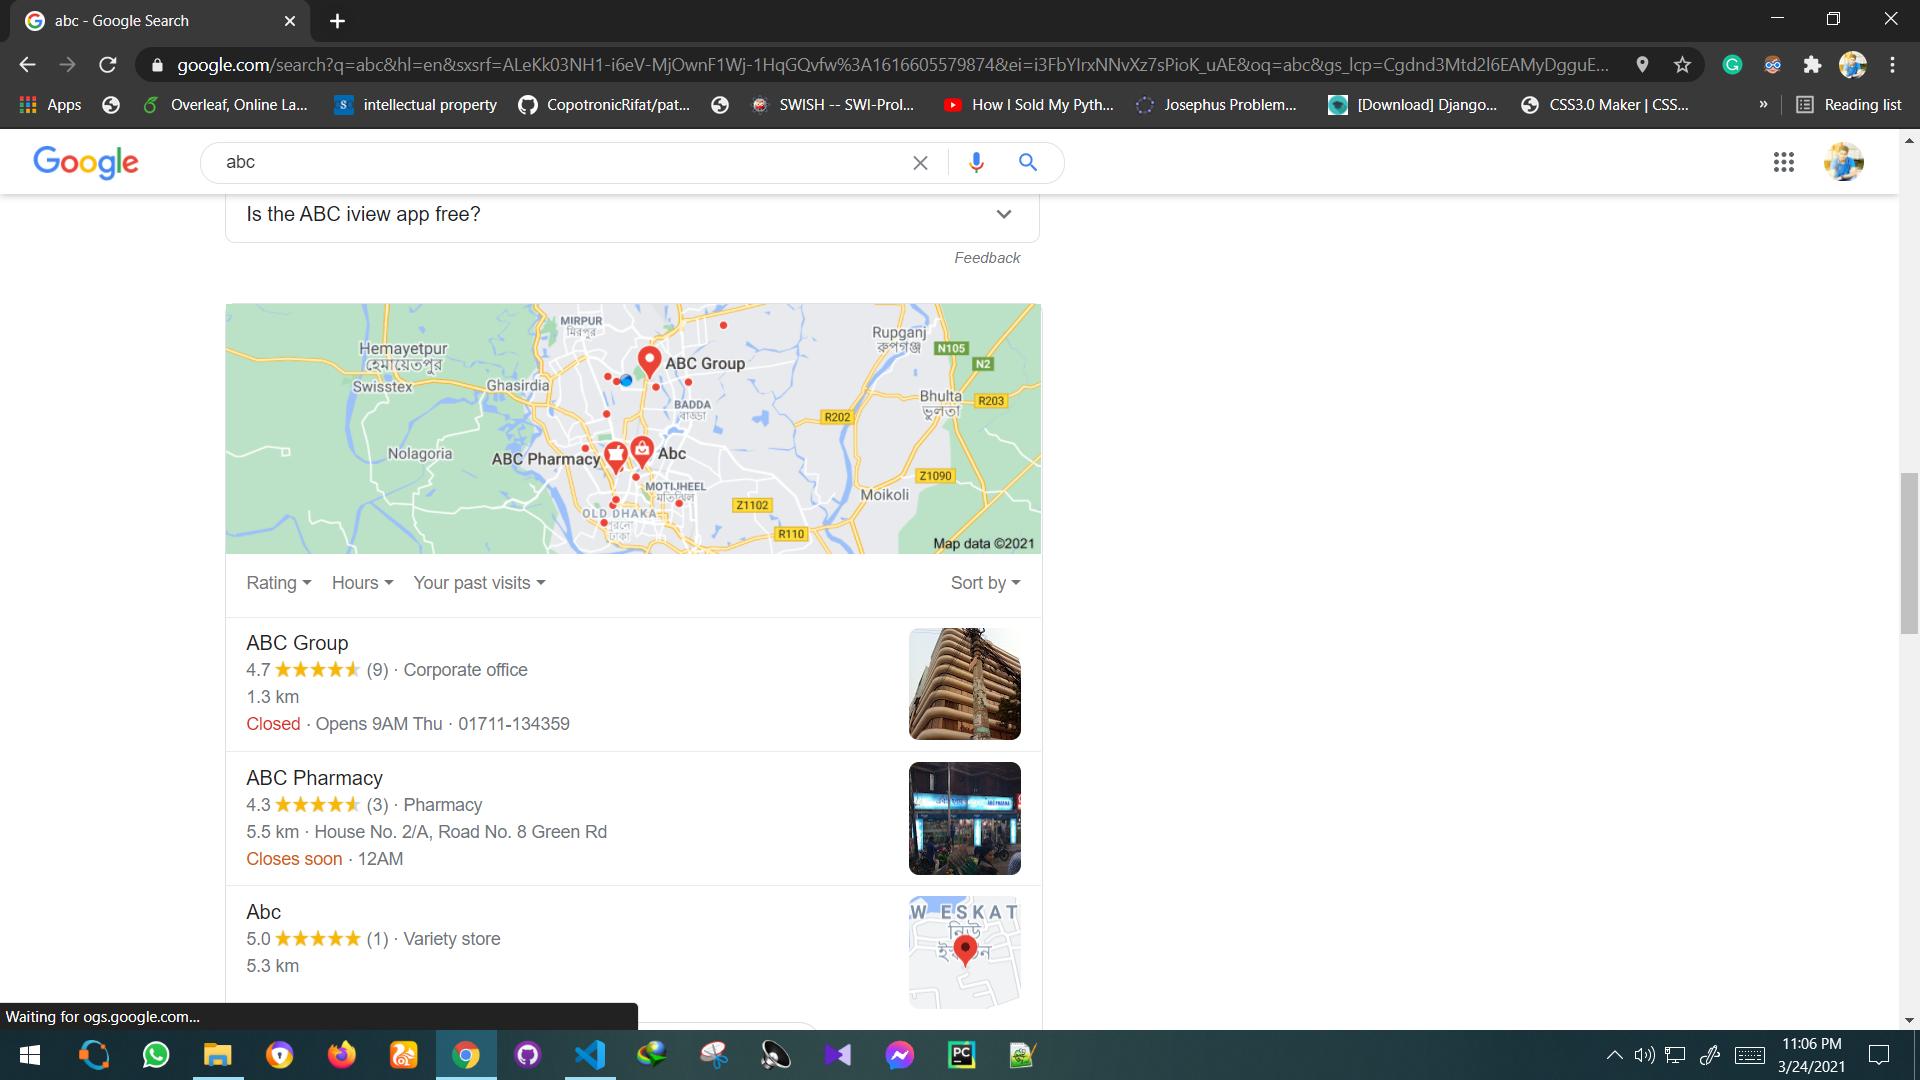 abc - Google Search
google.com/search?q=abc&hl=en&sxsrf=ALeKk03NH1-i6eV-MjOwnF1Wj-1HqGQvfw%3A1616605579874&ei=i3FbYIrxNNvXz7sPioK_uAE&oq=abc&gs_lcp=Cgdnd3Mtd2l6EAMyDgguE...
Apps Overleaf, Online La... intellectual property CopotronicRifat/pat... SWISH -- SWI-Prol... How I Sold My Pyth... Josephus Problem... [Download] Django... CSS3.0 Maker | CSS... » Reading list
Google abc
Is the ABC iview app free?
Feedback
MIRPUR
মিরপুর
Rupganj
রুপগঞ্জ
Hemayetpur
হেমায়েতপুর
N105
N2
ABC Group
Swisstex
Ghasirdia
Bhulta
ভুলতা
R203
BADDA
বাড্ডা
R202
Nolagoria
ABC Pharmacy
Abc
Z1090
MOTIJHEEL
মতিঝিল
Moikoli
Z1102
OLD DHAKA
পুরনো
ঢাকা
R110
Map data ©2021
Rating Hours Your past visits Sort by
ABC Group
4.7 (9) · Corporate office
1.3 km
Closed · Opens 9AM Thu · 01711-134359
ABC Pharmacy
4.3 (3) · Pharmacy
5.5 km · House No. 2/A, Road No. 8 Green Rd
Closes soon · 12AM
Abc
5.0 (1) · Variety store
5.3 km
W ESKAT
নিউ
Waiting for ogs.google.com...
PC
11:06 PM
3/24/2021